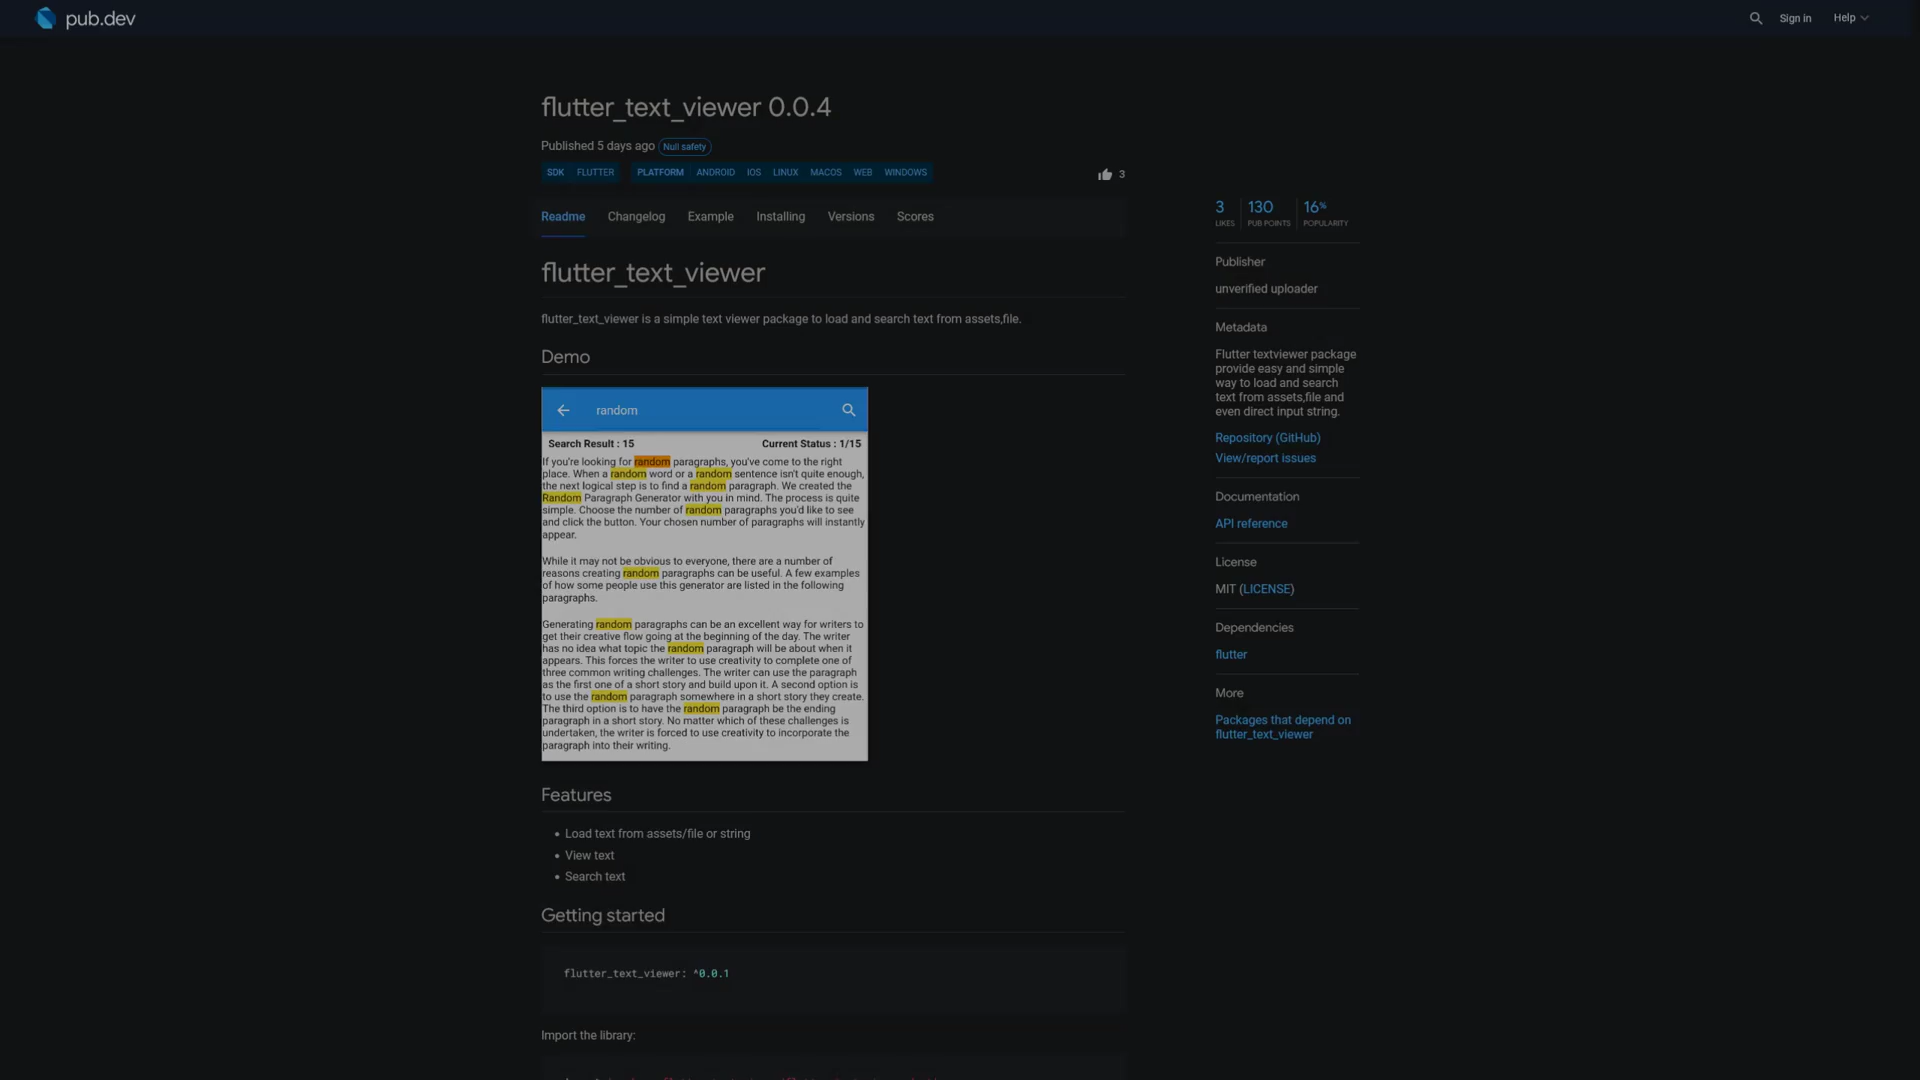 pub.dev
Sign in
Help
flutter_text_viewer 0.0.4
Published 5 days ago Null safety
SDK FLUTTER PLATFORM ANDROID IOS LINUX MACOS WEB WINDOWS
3
Readme Changelog Example Installing Versions Scores
flutter_text_viewer
flutter_text_viewer is a simple text viewer package to load and search text from assets,file.
Demo
random
Search Result : 15 Current Status : 1/15
If you're looking for random paragraphs, you've come to the right
place. When a random word or a random sentence isn't quite enough,
the next logical step is to find a random paragraph. We created the
Random Paragraph Generator with you in mind. The process is quite
simple. Choose the number of random paragraphs you'd like to see
and click the button. Your chosen number of paragraphs will instantly
appear.
While it may not be obvious to everyone, there are a number of
reasons creating random paragraphs can be useful. A few examples
of how some people use this generator are listed in the following
paragraphs.
Generating random paragraphs can be an excellent way for writers to
get their creative flow going at the beginning of the day. The writer
has no idea what topic the random paragraph will be about when it
appears. This forces the writer to use creativity to complete one of
three common writing challenges. The writer can use the paragraph
as the first one of a short story and build upon it. A second option is
to use the random paragraph somewhere in a short story they create.
The third option is to have the random paragraph be the ending
paragraph in a short story. No matter which of these challenges is
undertaken, the writer is forced to use creativity to incorporate the
paragraph into their writing.
Features
• Load text from assets/file or string
• View text
• Search text
Getting started
flutter_text_viewer: ^0.0.1
Import the library:
3 130 16%
LIKES PUB POINTS POPULARITY
Publisher
unverified uploader
Metadata
Flutter textviewer package
provide easy and simple
way to load and search
text from assets,file and
even direct input string.
Repository (GitHub)
View/report issues
Documentation
API reference
License
MIT (LICENSE)
Dependencies
flutter
More
Packages that depend on
flutter_text_viewer